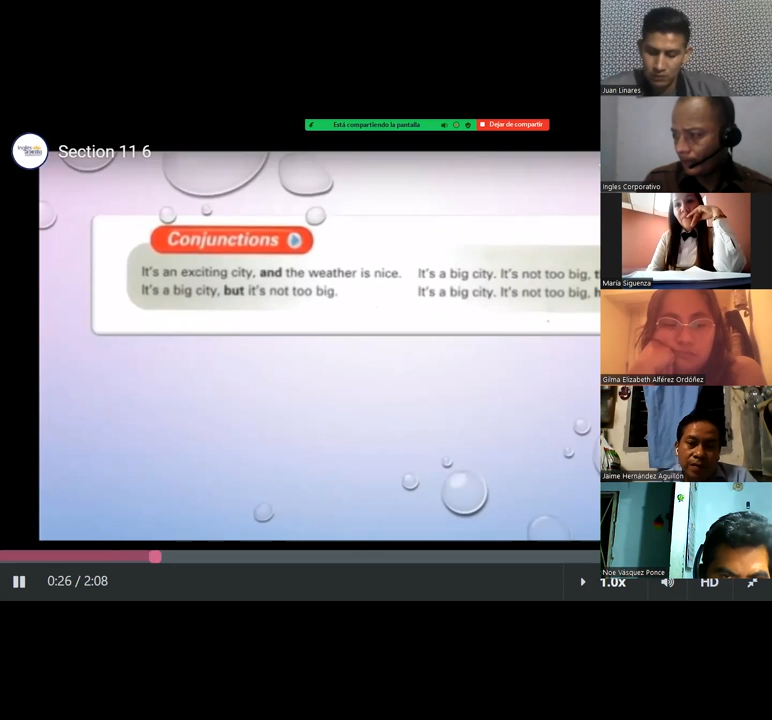 Juan Linares
Está compartiendo la pantalla
Dejar de compartir
Section 11 6
Ingles Corporativo
Conjunctions
It's an exciting city, and the weather is nice.
It's a big city, but it's not too big.
It's a big city. It's not too big,
It's a big city. It's not too big,
María Siguenza
Gilma Elizabeth Alférez Ordóñez
Jaime Hernández Aguillón
Noe Vásquez Ponce
0:26 / 2:08
1.0x
HD